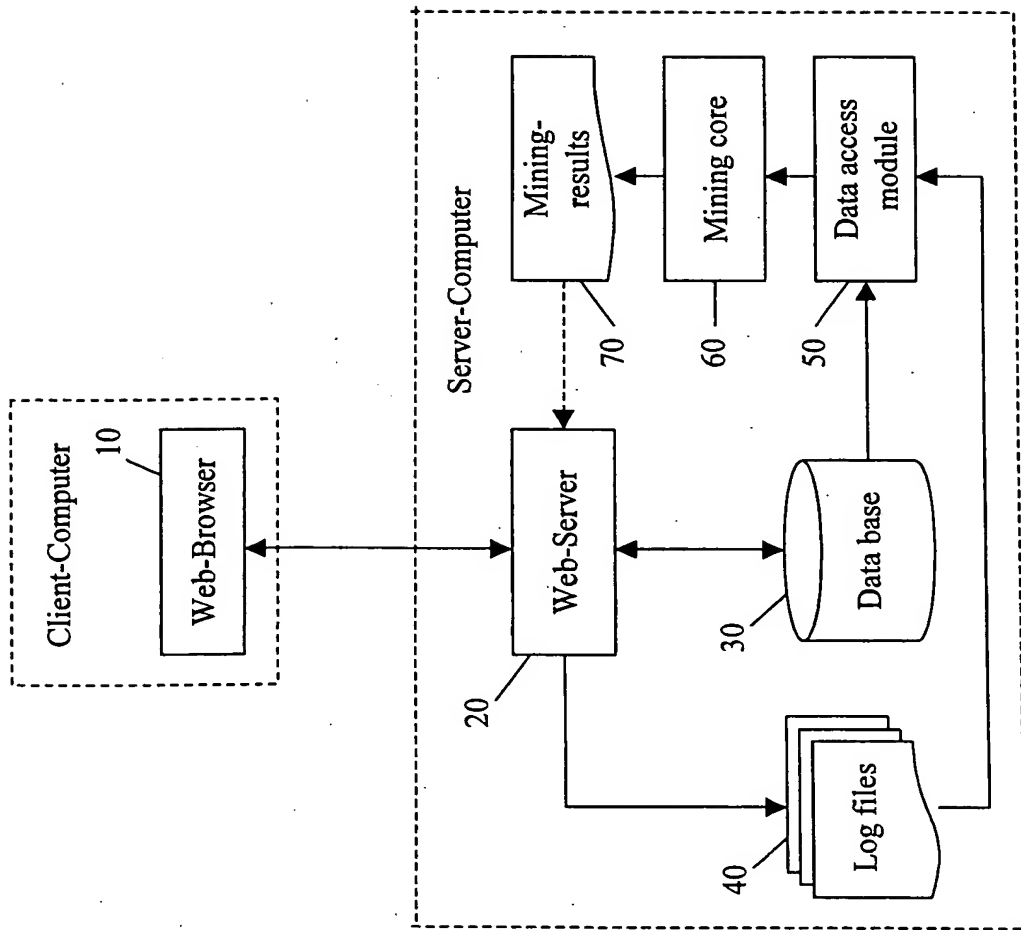 Client-Computer
10
Web-Browser
Server-Computer
20
Web-Server
Mining-
results
70
Mining core
60
Data access
module
50
30
Data base
40
Log files